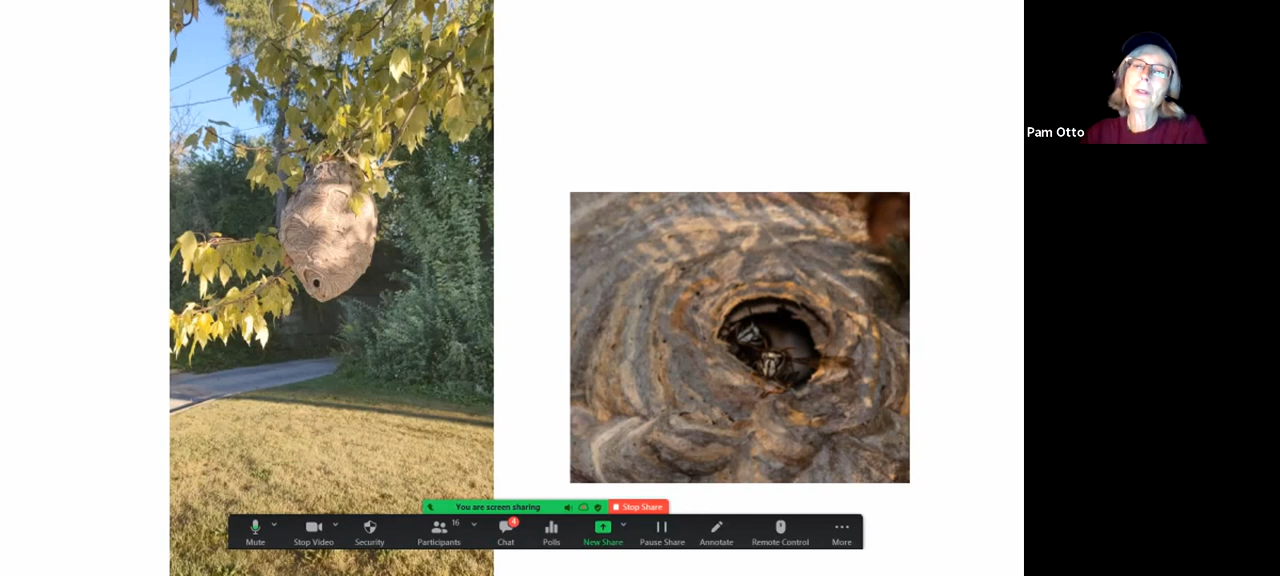 Pam Otto
You are screen sharing
Stop Share
16
4
Mute
Stop Video
Security
Participants
Chat
Polls
New Share
Pause Share
Annotate
Remote Control
More